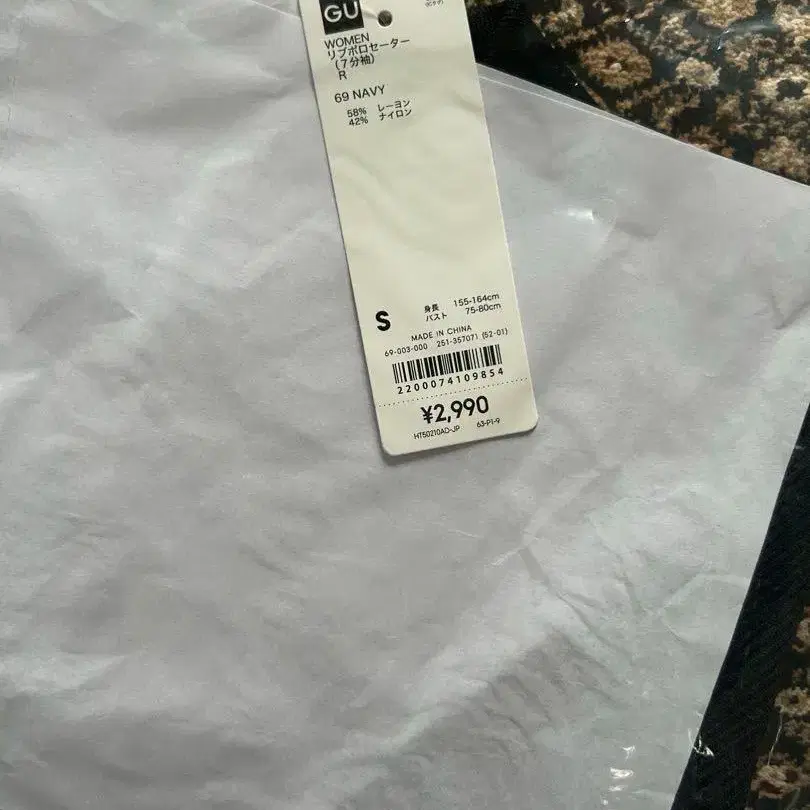 GU
WOMEN
リブポロセーター
(7分袖)
R
69 NAVY
58% レーヨン
42% ナイロン
S
身長 155-164cm
バスト 75-80cm
MADE IN CHINA
69-003-000 251-357071 (52-01)
2200074109854
¥2,990
HT50210AO-JP 63-P1-9